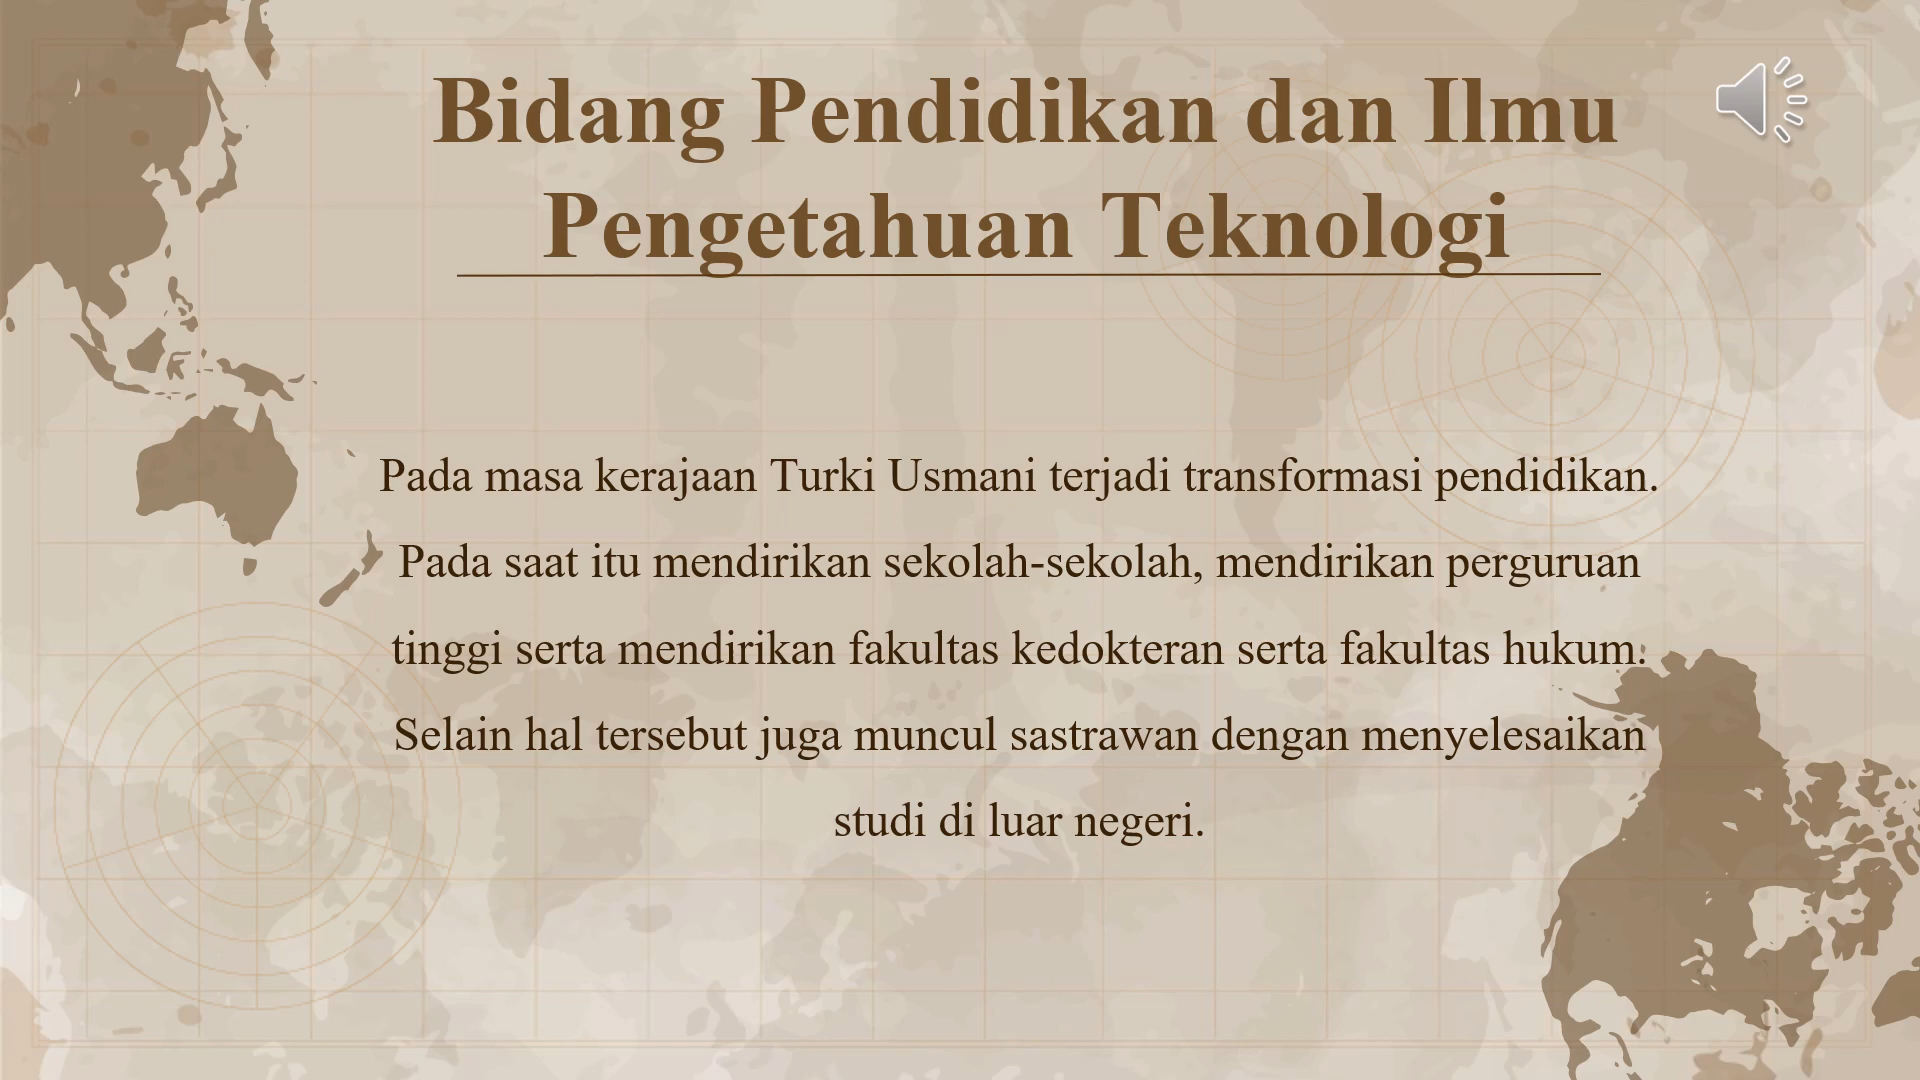 Bidang Pendidikan dan Ilmu
Pengetahuan Teknologi
Pada masa kerajaan Turki Usmani terjadi transformasi pendidikan.
Pada saat itu mendirikan sekolah-sekolah, mendirikan perguruan
tinggi serta mendirikan fakultas kedokteran serta fakultas hukum.
Selain hal tersebut juga muncul sastrawan dengan menyelesaikan
studi di luar negeri.